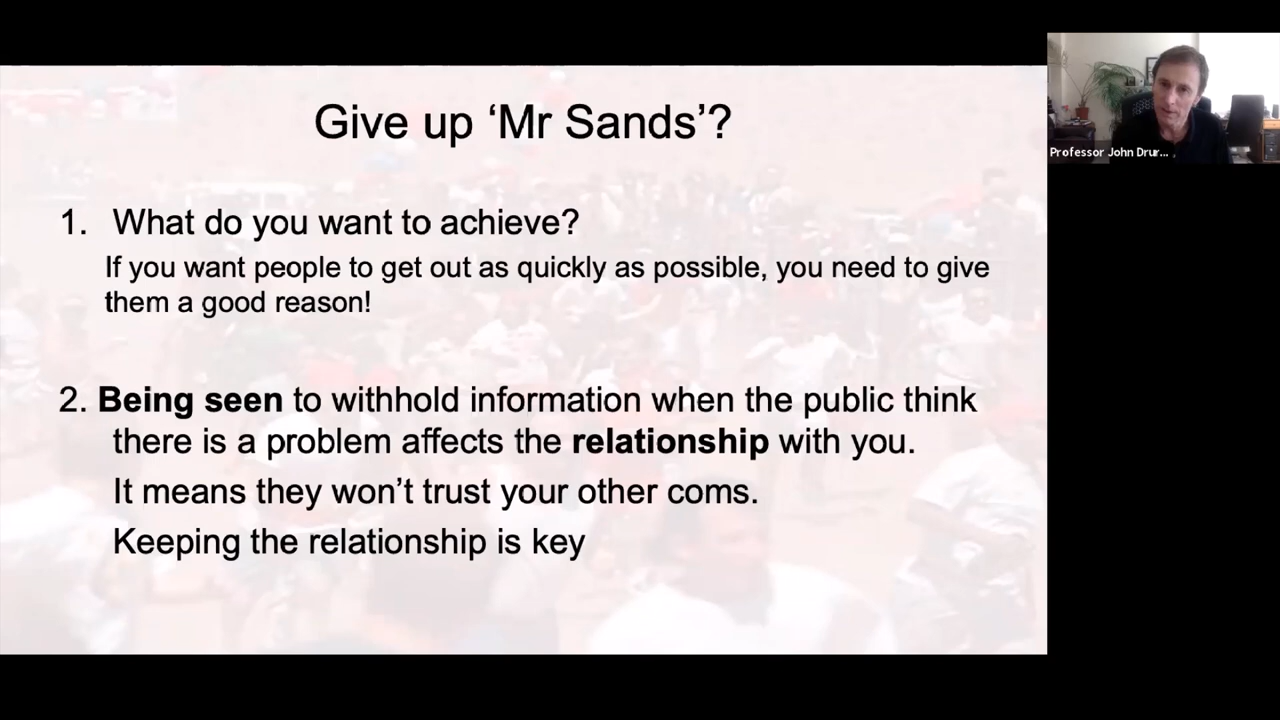 Give up ‘Mr Sands’?
1. What do you want to achieve?
If you want people to get out as quickly as possible, you need to give
them a good reason!
2. Being seen to withhold information when the public think
there is a problem affects the relationship with you.
It means they won’t trust your other coms.
Keeping the relationship is key
Professor John Drur...